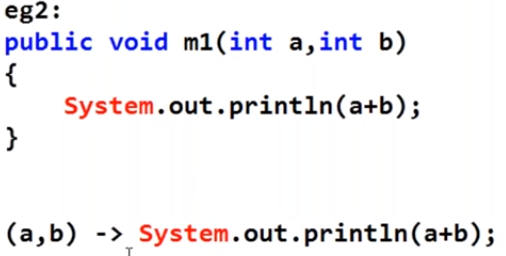 eg2:
public void m1(int a,int b)
{
System.out.println(a+b);
}
(a,b) -> System.out.println(a+b);